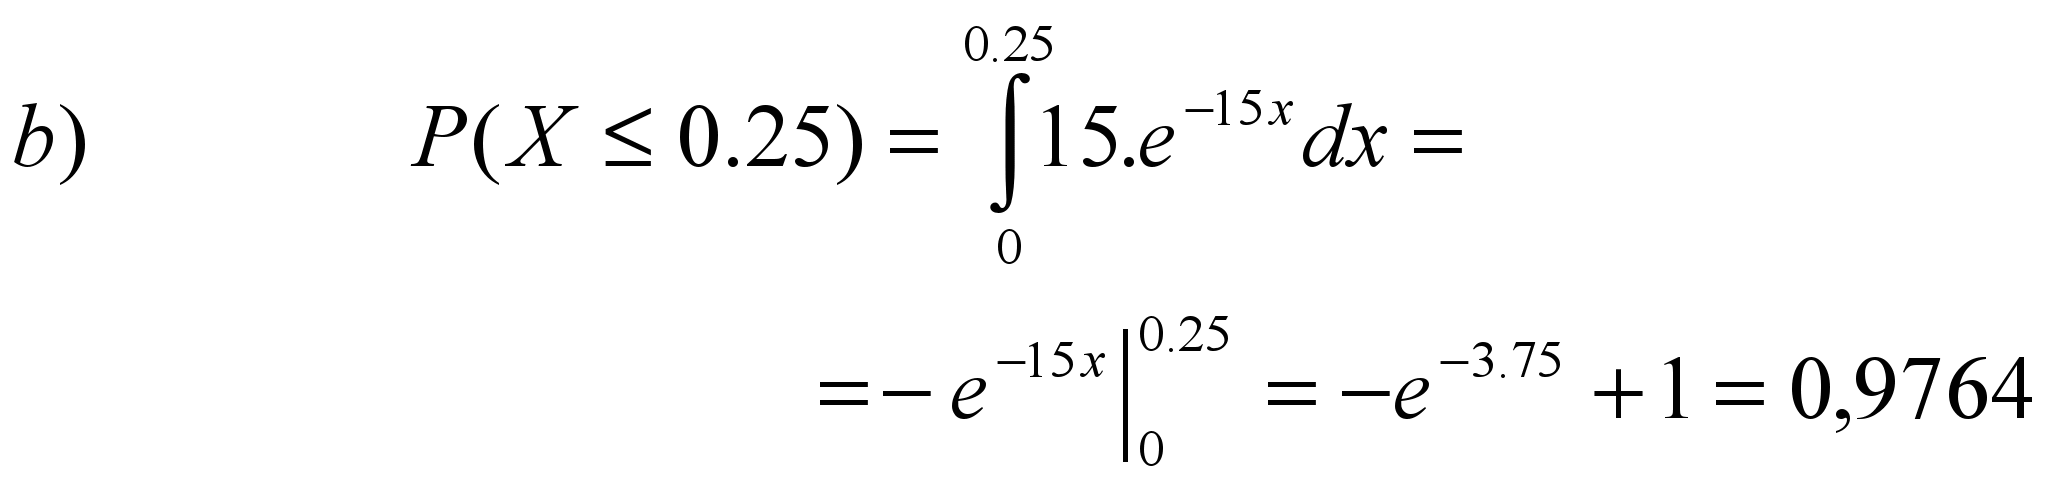 b) P(X ≤ 0.25) = ∫₀^0.25 15.e^−15x dx =
= − e^−15x |₀^0.25 = −e^−3.75 + 1 = 0,9764